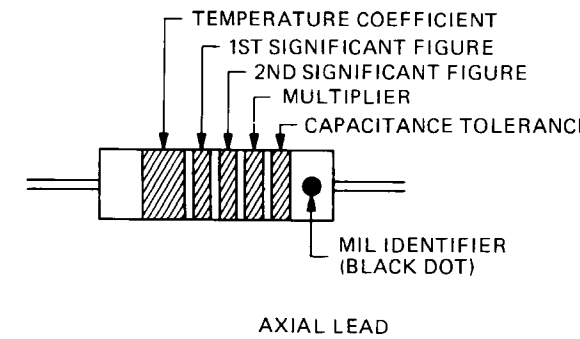 TEMPERATURE COEFFICIENT
1ST SIGNIFICANT FIGURE
2ND SIGNIFICANT FIGURE
MULTIPLIER
CAPACITANCE TOLERANC
MIL IDENTIFIER
(BLACK DOT)
AXIAL LEAD